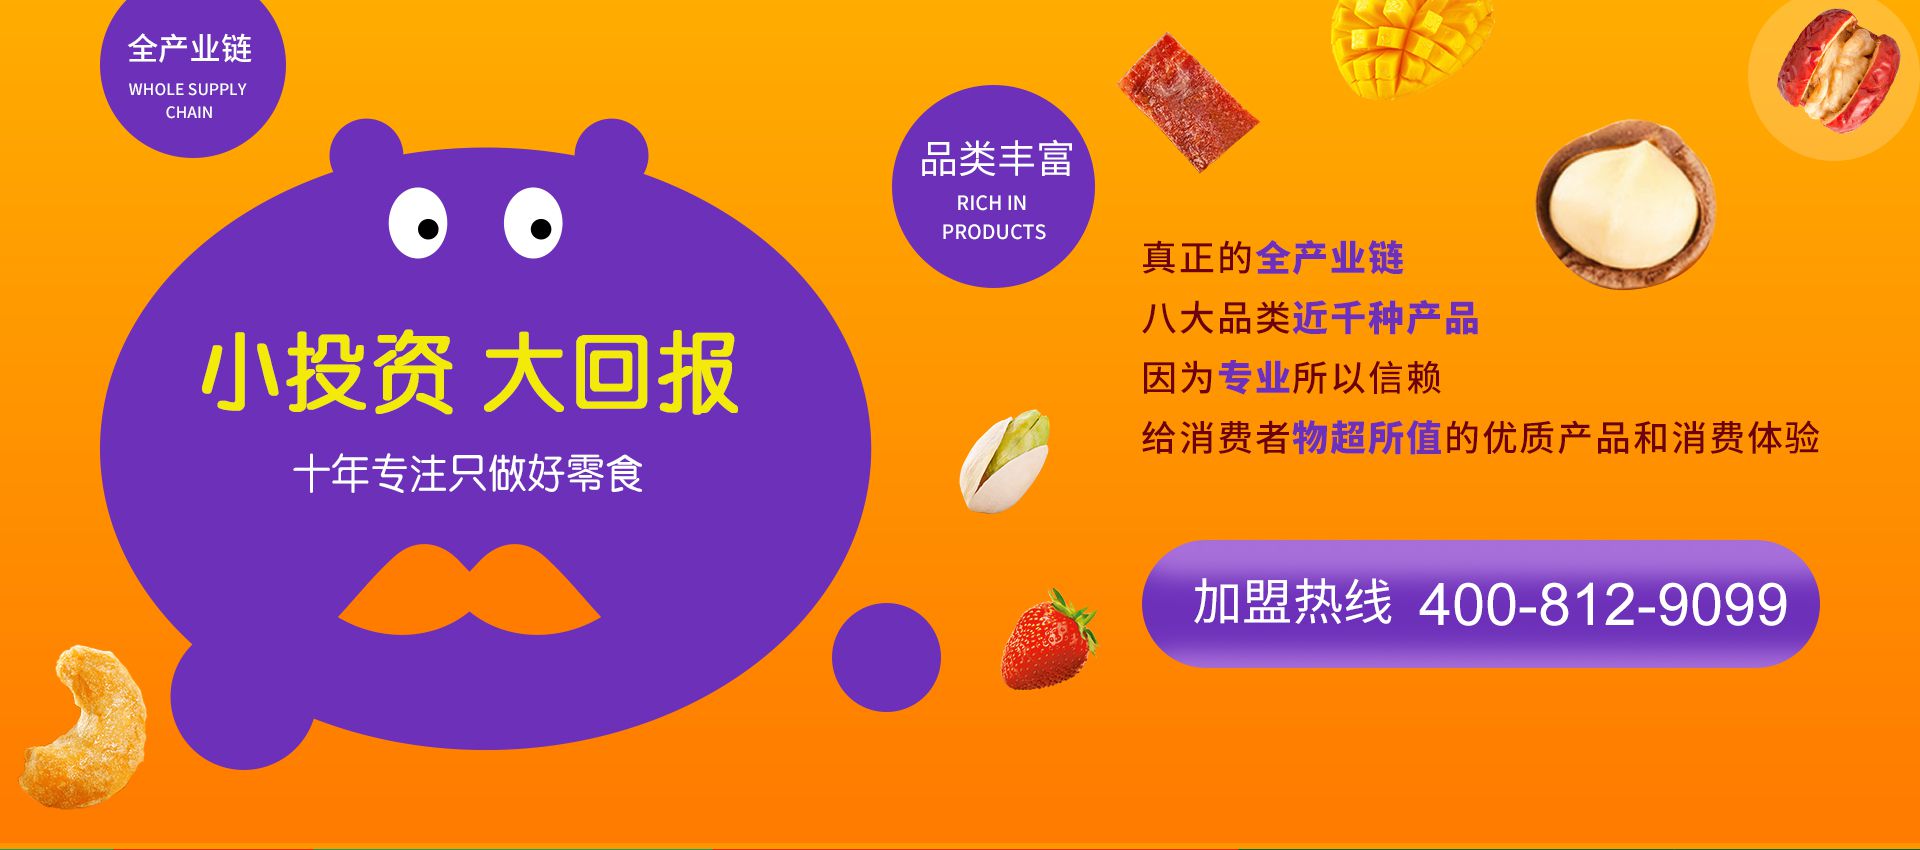 全产业链
WHOLE SUPPLY
CHAIN
品类丰富
RICH IN
PRODUCTS
小投资 大回报
十年专注只做好零食
真正的全产业链
八大品类近千种产品
因为专业所以信赖
给消费者物超所值的优质产品和消费体验
加盟热线 400-812-9099